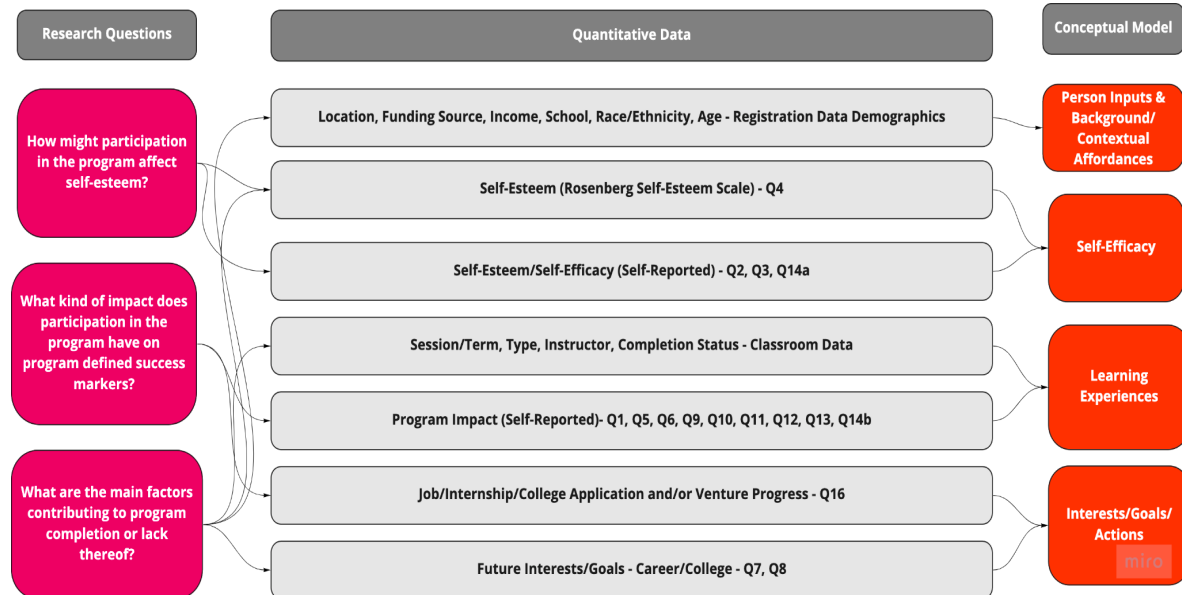 Research Questions
Quantitative Data
Conceptual Model
How might participation
in the program affect
self-esteem?
What kind of impact does
participation in the
program have on
program defined success
markers?
What are the main factors
contributing to program
completion or lack
thereof?
Location, Funding Source, Income, School, Race/Ethnicity, Age - Registration Data Demographics
Self-Esteem (Rosenberg Self-Esteem Scale) - Q4
Self-Esteem/Self-Efficacy (Self-Reported) - Q2, Q3, Q14a
Session/Term, Type, Instructor, Completion Status - Classroom Data
Program Impact (Self-Reported)- Q1, Q5, Q6, Q9, Q10, Q11, Q12, Q13, Q14b
Job/Internship/College Application and/or Venture Progress - Q16
Future Interests/Goals - Career/College - Q7, Q8
Person Inputs &
Background/
Contextual
Affordances
Self-Efficacy
Learning
Experiences
Interests/Goals/
Actions
miro